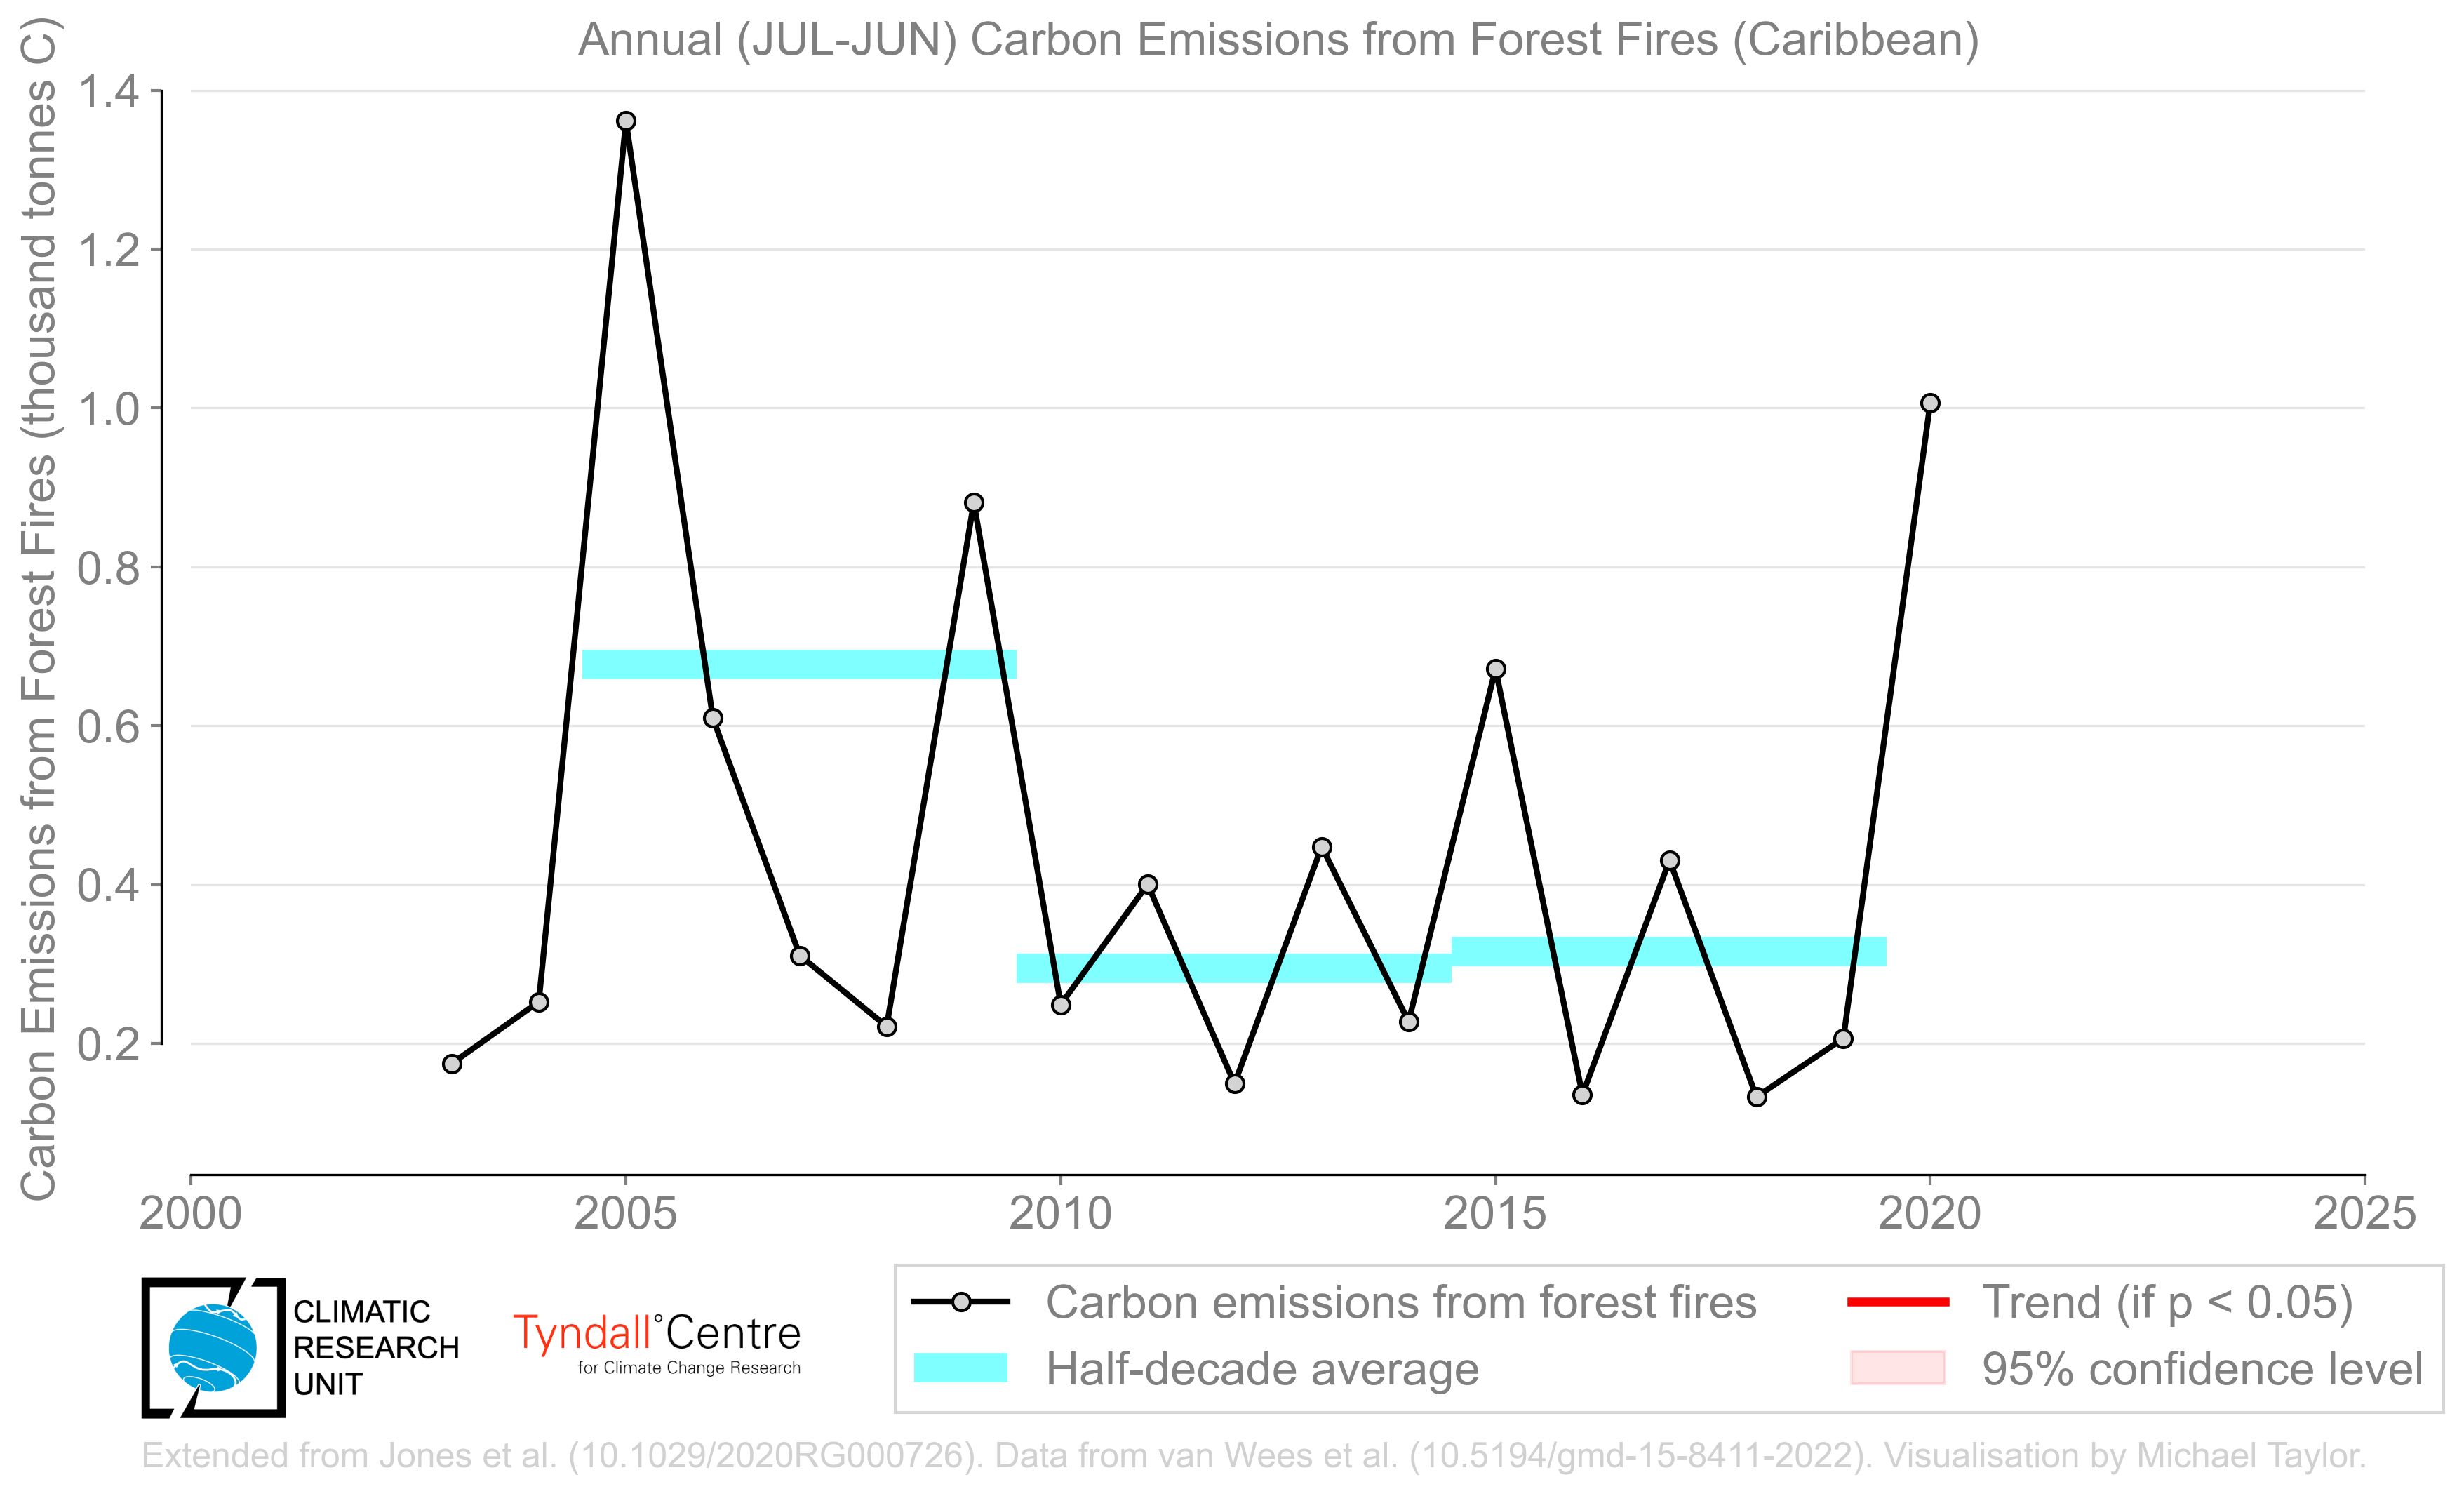 Annual (JUL-JUN) Carbon Emissions from Forest Fires (Caribbean)
Carbon Emissions from Forest Fires (thousand tonnes C)
1.4
1.2
1.0
0.8
0.6
0.4
0.2
2000 2005 2010 2015 2020 2025
CLIMATIC
RESEARCH
UNIT
Tyndall°Centre
for Climate Change Research
Carbon emissions from forest fires
Half-decade average
Trend (if p < 0.05)
95% confidence level
Extended from Jones et al. (10.1029/2020RG000726). Data from van Wees et al. (10.5194/gmd-15-8411-2022). Visualisation by Michael Taylor.